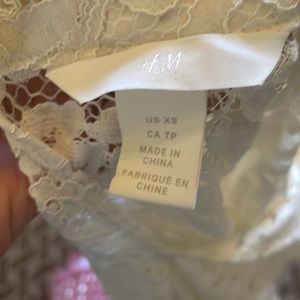 H&M
US XS
CA TP
MADE IN
CHINA
FABRIQUÉ EN
CHINE